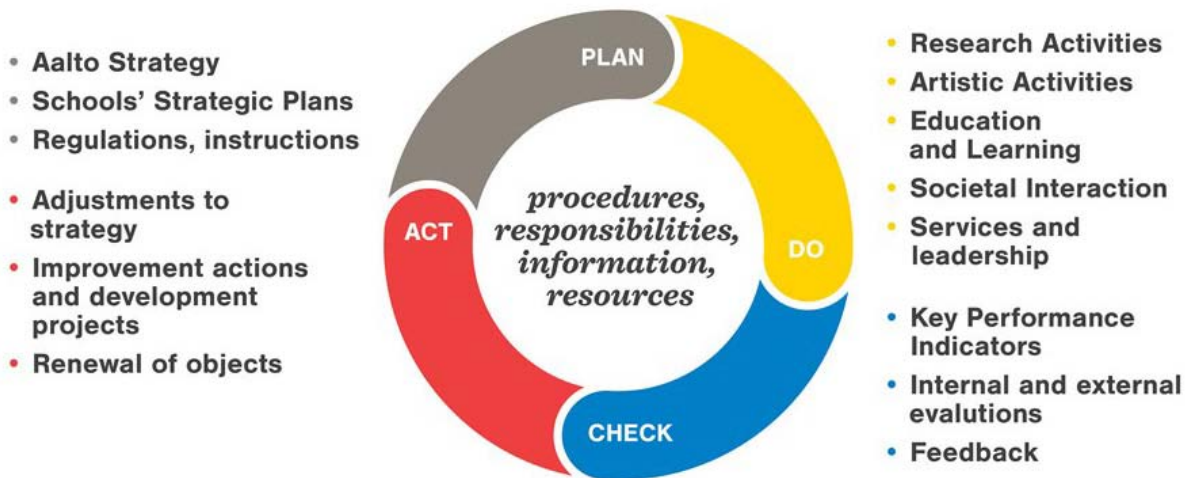 Aalto Strategy
Schools' Strategic Plans
Regulations, instructions
Adjustments to
strategy
Improvement actions
and development
projects
Renewal of objects
PLAN
DO
CHECK
ACT
procedures,
responsibilities,
information,
resources
Research Activities
Artistic Activities
Education
and Learning
Societal Interaction
Services and
leadership
Key Performance
Indicators
Internal and external
evalutions
Feedback